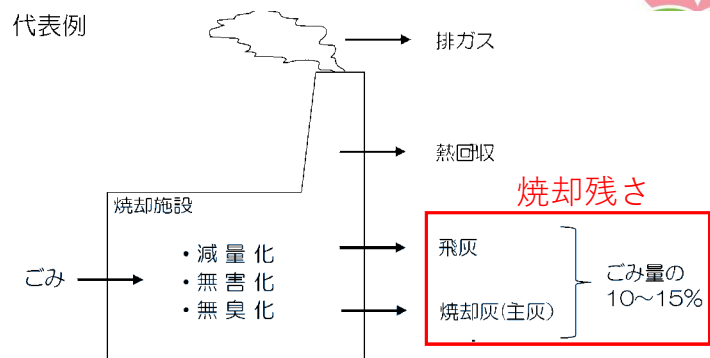 代表例
排ガス
熱回収
焼却残さ
焼却施設
・減量化
・無害化
・無臭化
ごみ
飛灰
焼却灰(主灰)
ごみ量の
10~15%